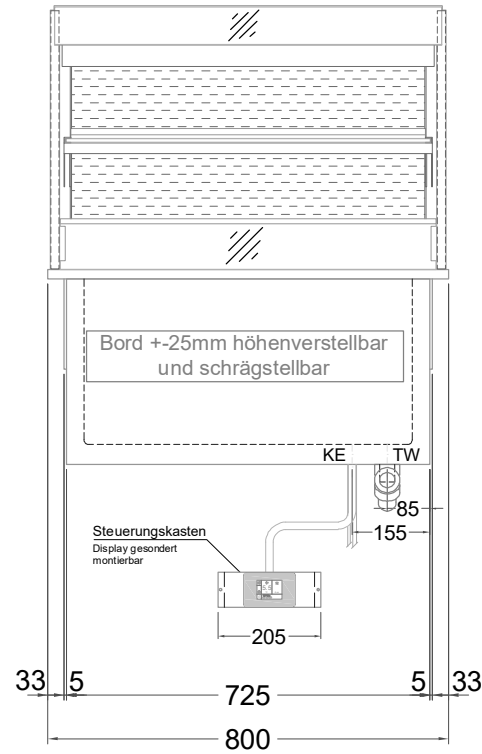 Bord +-25mm höhenverstellbar
und schrägstellbar
KE TW
85
155
Steuerungskasten
Display gesondert
montierbar
205
33 5 725 5 33
800